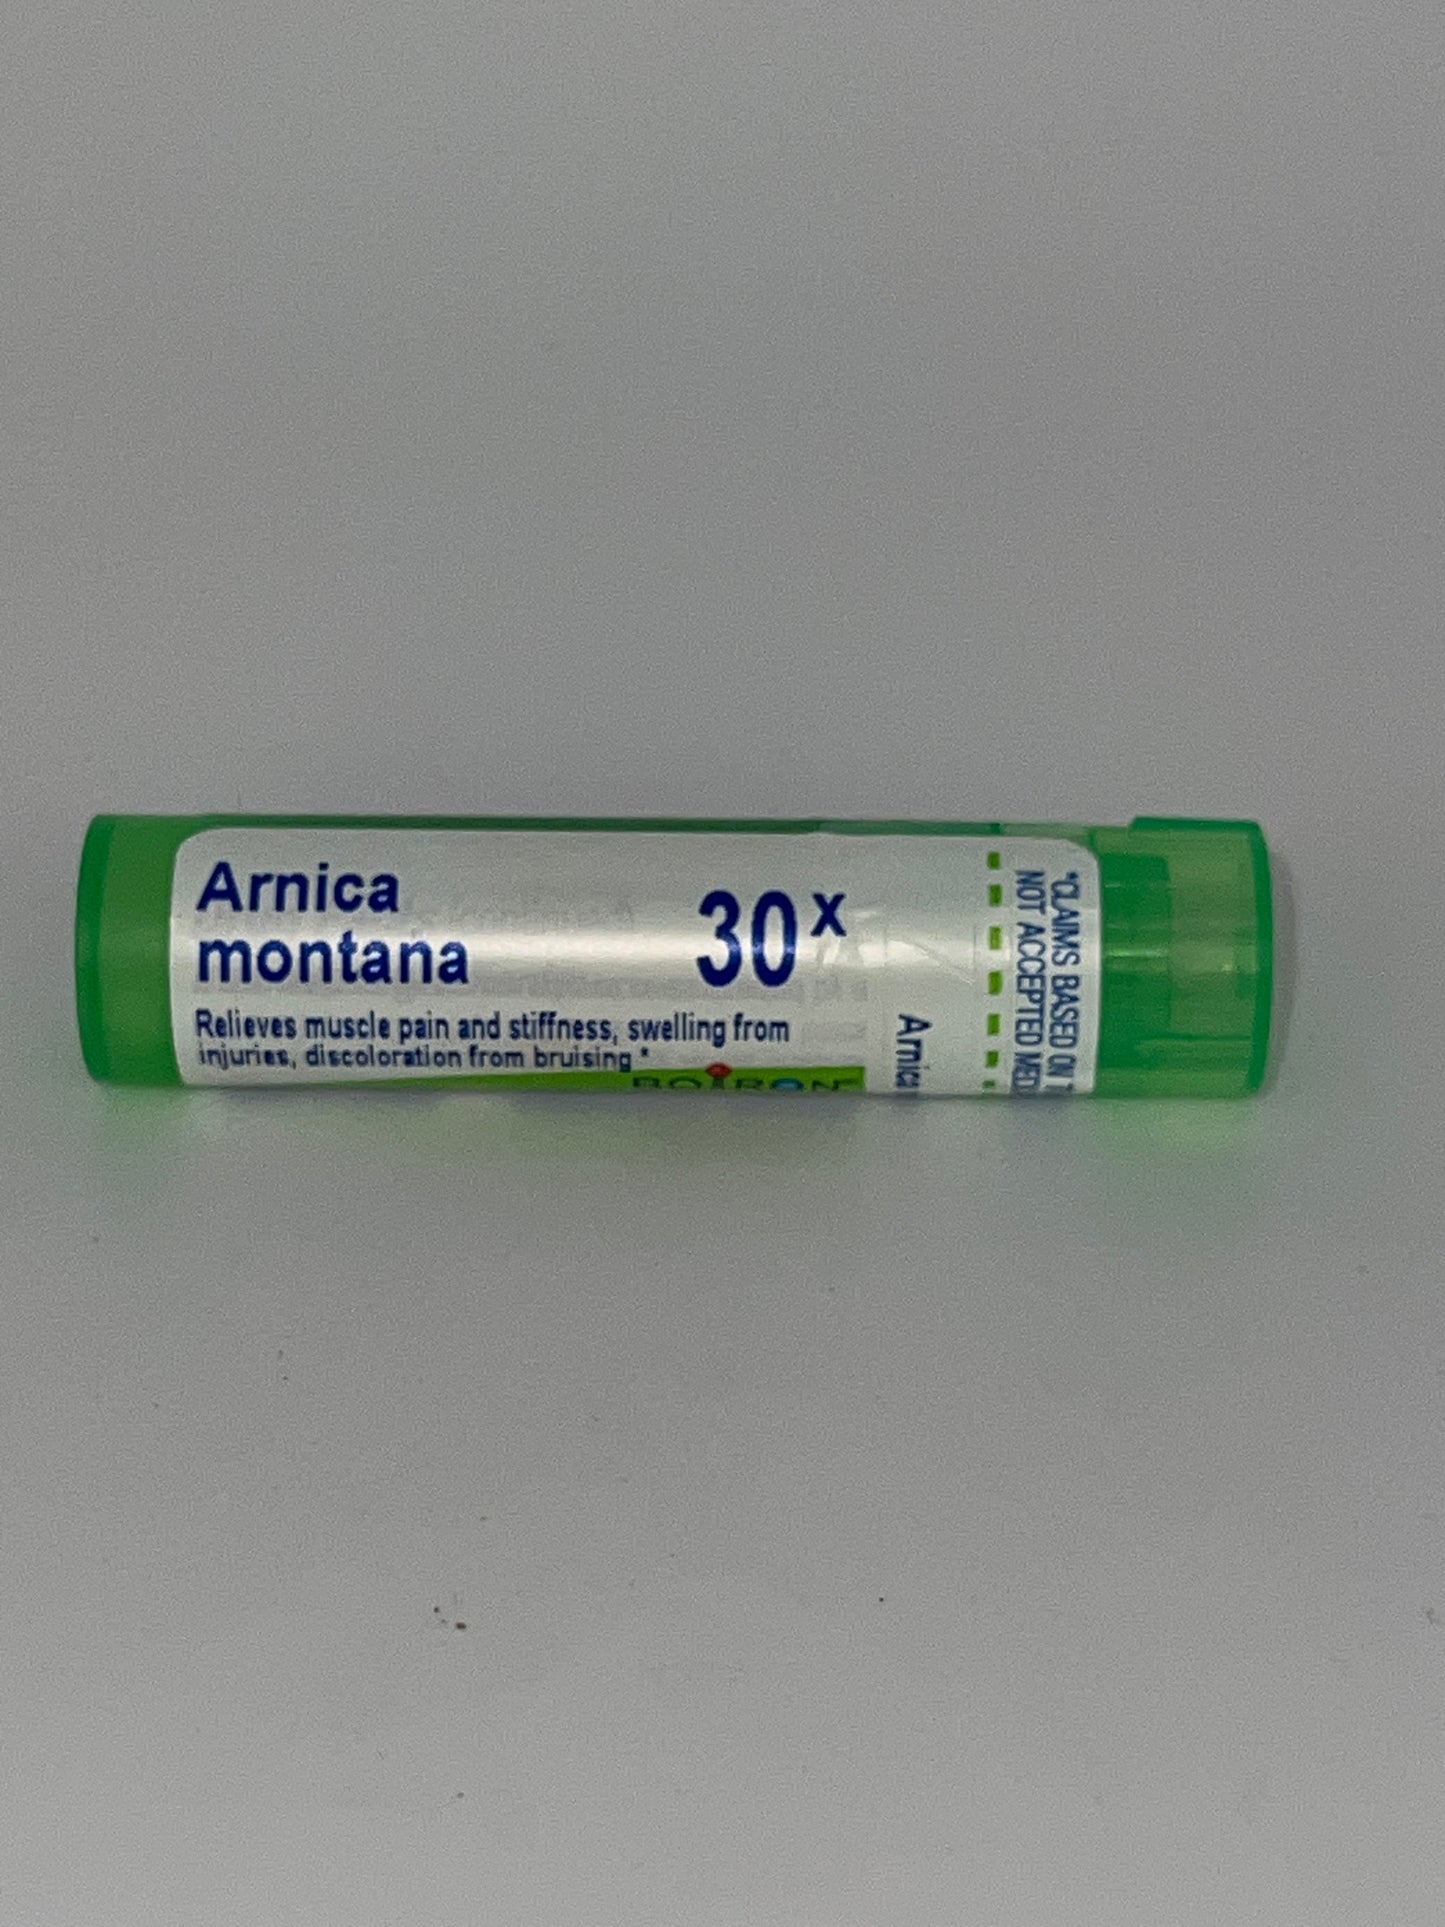 Arnica
montana
30x
Relieves muscle pain and stiffness, swelling from
injuries, discoloration from bruising *
BOIRON
Arnica
*CLAIMS BASED ON
NOT ACCEPTED